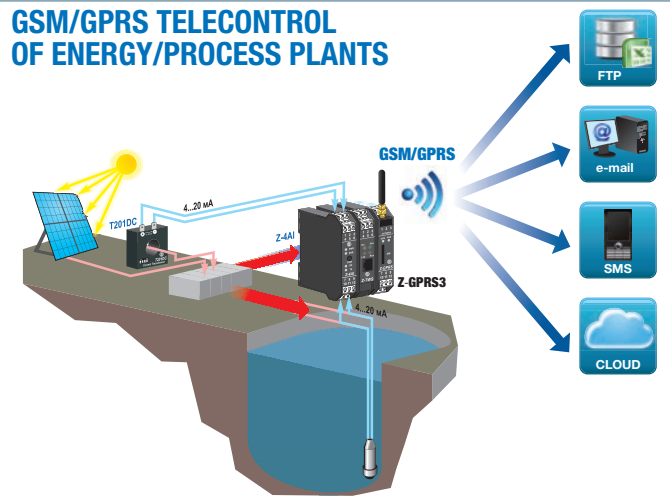 GSM/GPRS TELECONTROL
OF ENERGY/PROCESS PLANTS
FTP
GSM/GPRS
@
e-mail
4...20 mA
T201DC
Z-4AI
Z-GPRS3
SMS
4...20 mA
CLOUD